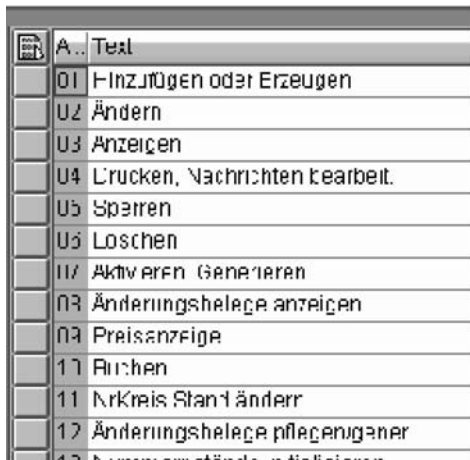 A.. Text
01 Hinzufügen oder Erzeugen
02 Ändern
03 Anzeigen
04 Drucken, Nachrichten bearbeit.
05 Sperren
06 Löschen
07 Aktivieren, Generieren
08 Änderungsbelege anzeigen
09 Preisanzeige
10 Buchen
11 NrKreis Stand ändern
12 Änderungsbelege pflegen/gener
13